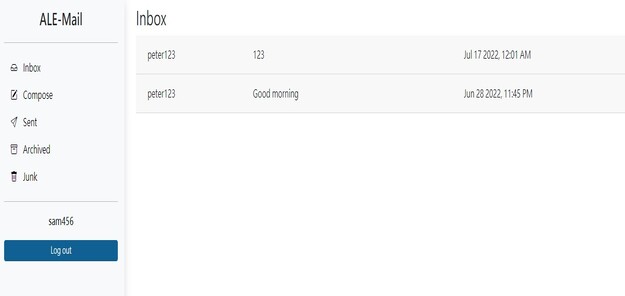 ALE-Mail
Inbox
Compose
Sent
Archived
Junk
sam456
Log out
Inbox
peter123 123 Jul 17 2022, 12:01 AM
peter123 Good morning Jun 28 2022, 11:45 PM